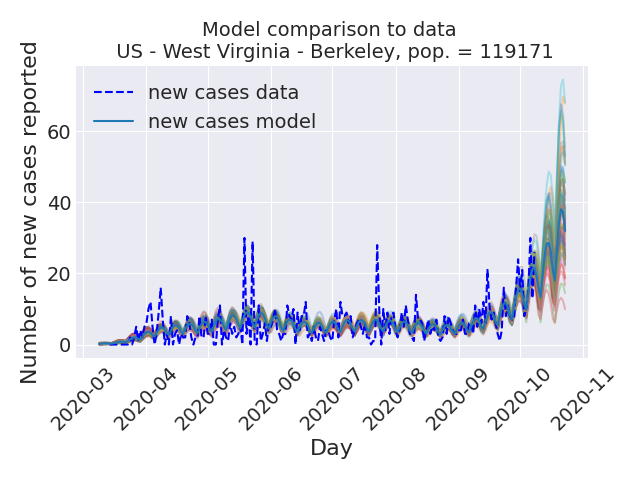 Model comparison to data
US - West Virginia - Berkeley, pop. = 119171
Number of new cases reported
new cases data
new cases model
60
40
20
0
2020-03
2020-04
2020-05
2020-06
2020-07
2020-08
2020-09
2020-10
2020-11
Day